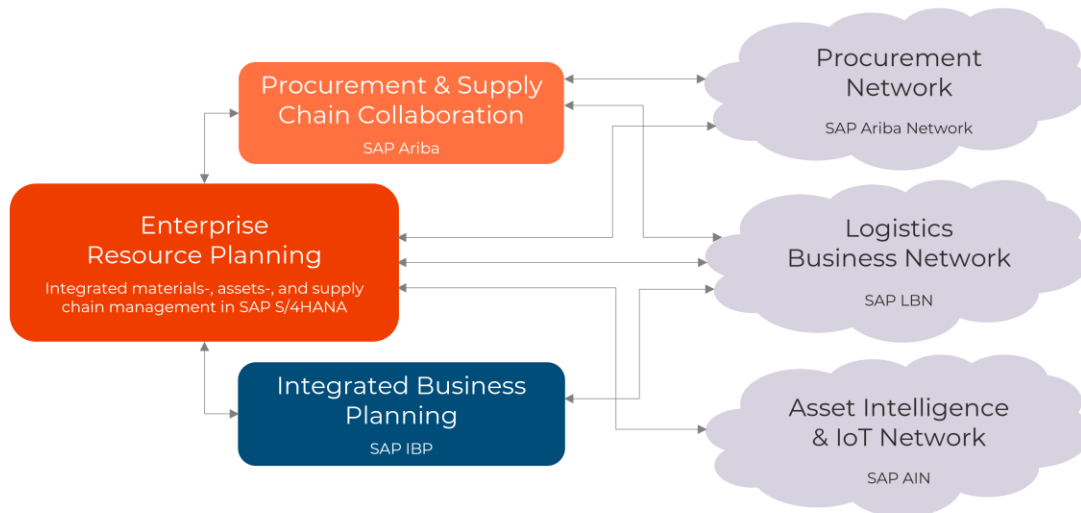 Procurement & Supply
Chain Collaboration
SAP Ariba
Procurement
Network
SAP Ariba Network
Enterprise
Resource Planning
Integrated materials-, assets-, and supply
chain management in SAP S/4HANA
Logistics
Business Network
SAP LBN
Integrated Business
Planning
SAP IBP
Asset Intelligence
& IoT Network
SAP AIN